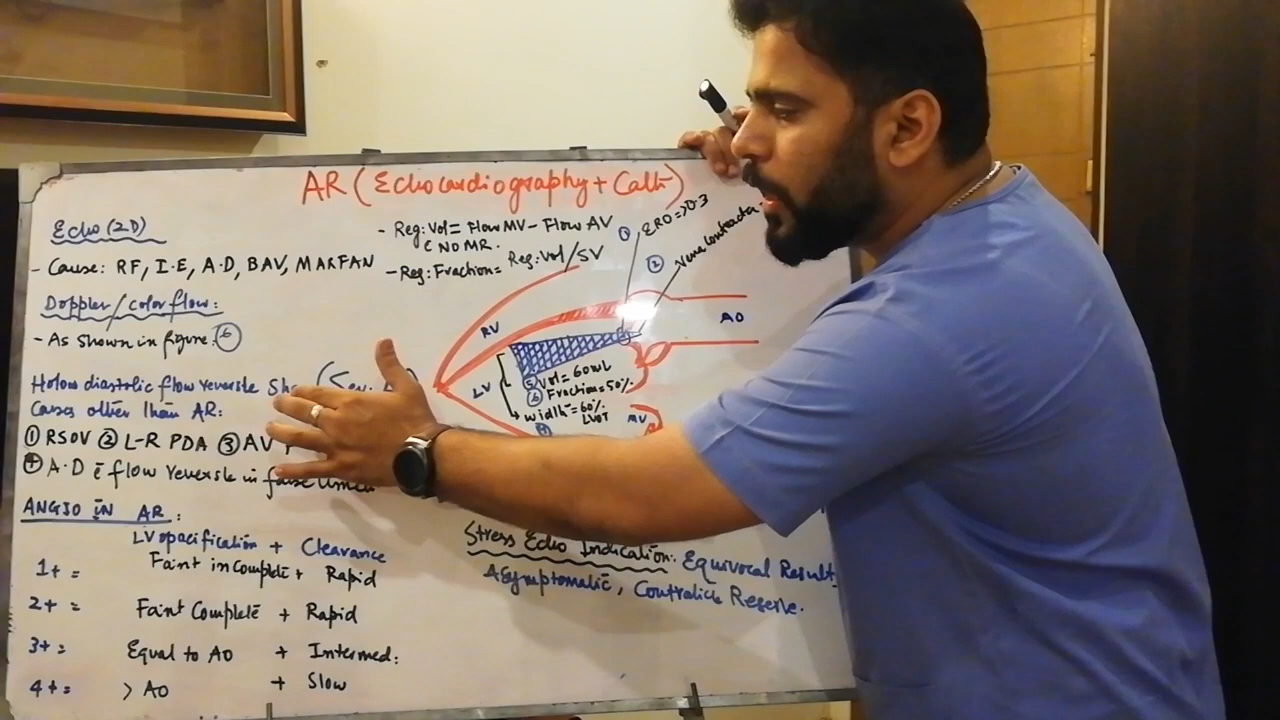 AR (Echocardiography + Cath)
Echo (2D)
- Cause: RF, I.E, A.D, BAV, MARFAN
Doppler/color flow:
- As shown in figure: 6
Holo diastolic flow reversle
Causes other than AR:
① RSOV ② L-R PDA ③ AV
④ A.D c̄ flow reversle in false lumen
- Reg: Vol = Flow MV - Flow AV
c̄ NO MR.
- Reg: Fraction = Reg: Vol/SV
① ERO = >0.3
② Vena Contracta
RV
AO
LV
⑤ Vol = 60ml
⑥ Fraction = 50%
width = 60%
LVOT
④
MV
ANGIO IN AR:
LV opacification + Clearance
1+ = Faint incomplete + Rapid
2+ = Faint Complete + Rapid
3+ = Equal to AO + Intermed:
4+ = > AO + Slow
Stress Echo Indication: Equivocal Result,
Asymptomatic, Contractile Reserve.